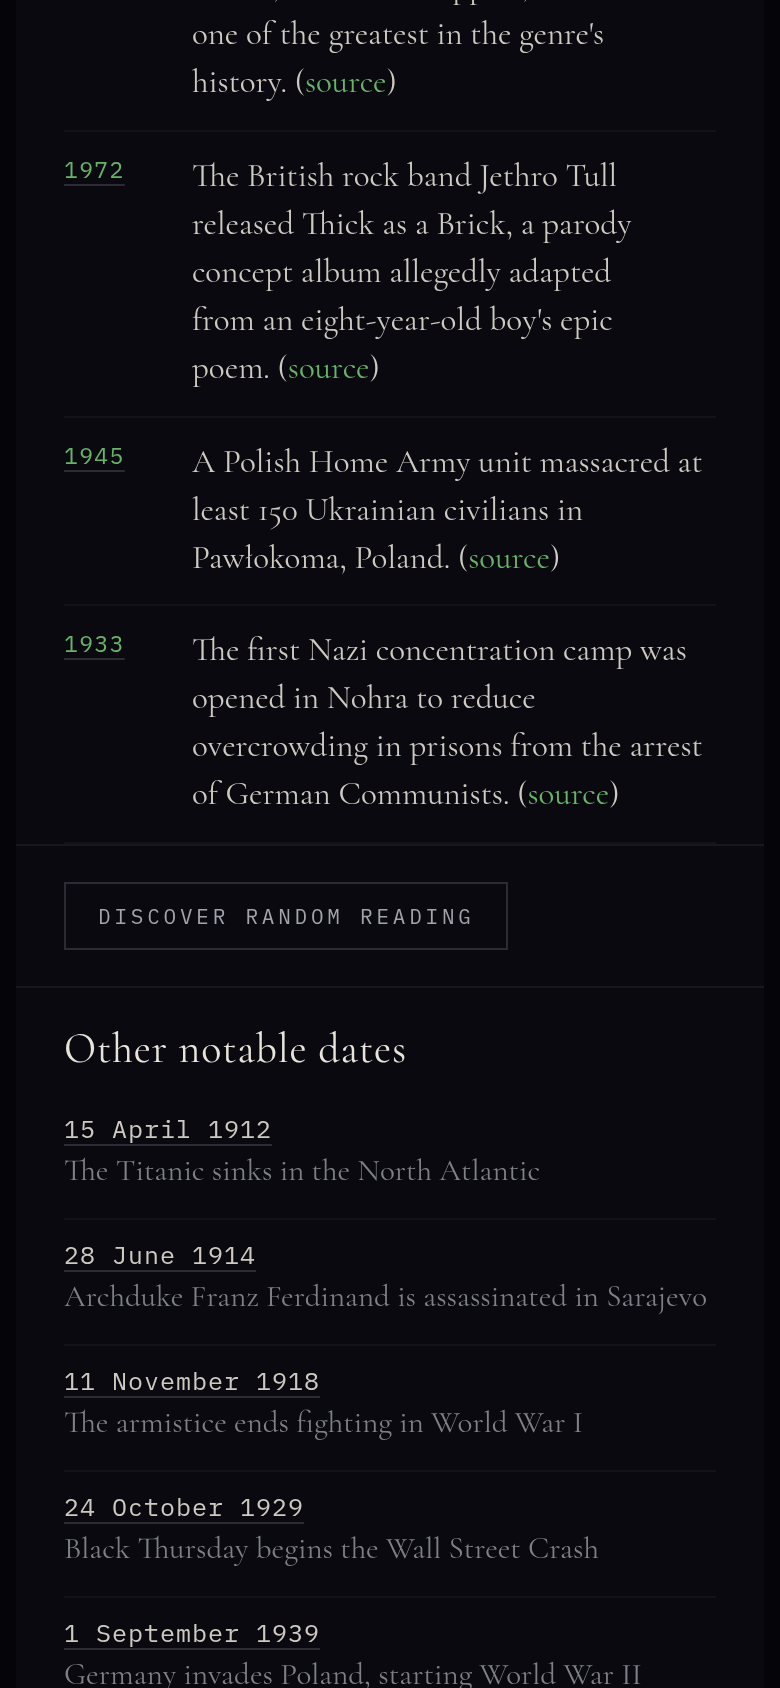 one of the greatest in the genre's
history. (source)
1972
The British rock band Jethro Tull
released Thick as a Brick, a parody
concept album allegedly adapted
from an eight-year-old boy's epic
poem. (source)
1945
A Polish Home Army unit massacred at
least 150 Ukrainian civilians in
Pawłokoma, Poland. (source)
1933
The first Nazi concentration camp was
opened in Nohra to reduce
overcrowding in prisons from the arrest
of German Communists. (source)
DISCOVER RANDOM READING
Other notable dates
15 April 1912
The Titanic sinks in the North Atlantic
28 June 1914
Archduke Franz Ferdinand is assassinated in Sarajevo
11 November 1918
The armistice ends fighting in World War I
24 October 1929
Black Thursday begins the Wall Street Crash
1 September 1939
Germany invades Poland, starting World War II